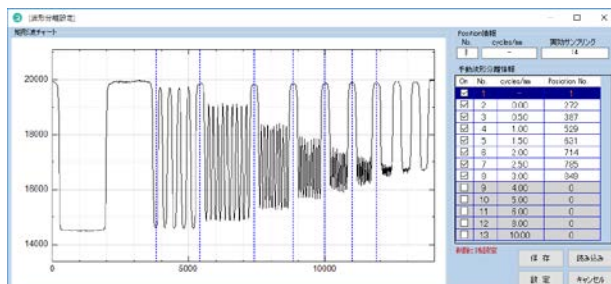 [波形分離設定]
矩形波チャート
Position情報
No. cycles/㎜ 実効サンプリング
1 - 14
手動波形分離情報
On No. cycles/㎜ Position No.
1 - 1
2 0.00 272
3 0.50 387
4 1.00 529
5 1.50 631
6 2.00 714
7 2.50 785
8 3.00 849
9 4.00 0
10 5.00 0
11 6.00 0
12 8.00 0
13 10.00 0
20000
18000
16000
14000
0 5000 10000
保 存 読み込み
設 定 キャンセル